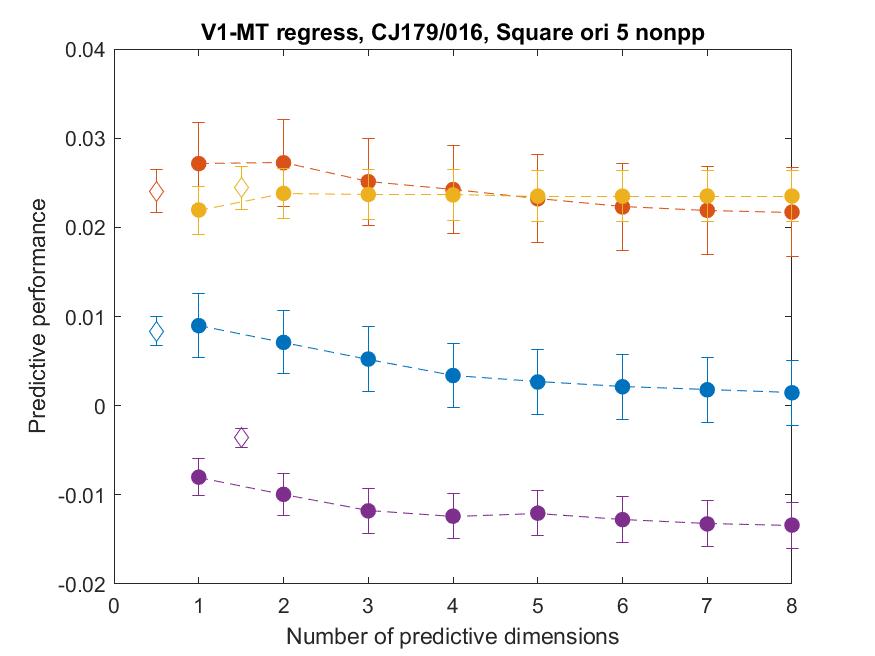 V1-MT regress, CJ179/016, Square ori 5 nonpp
0.04
0.03
0.02
0.01
0
-0.01
-0.02
Predictive performance
0 1 2 3 4 5 6 7 8
Number of predictive dimensions